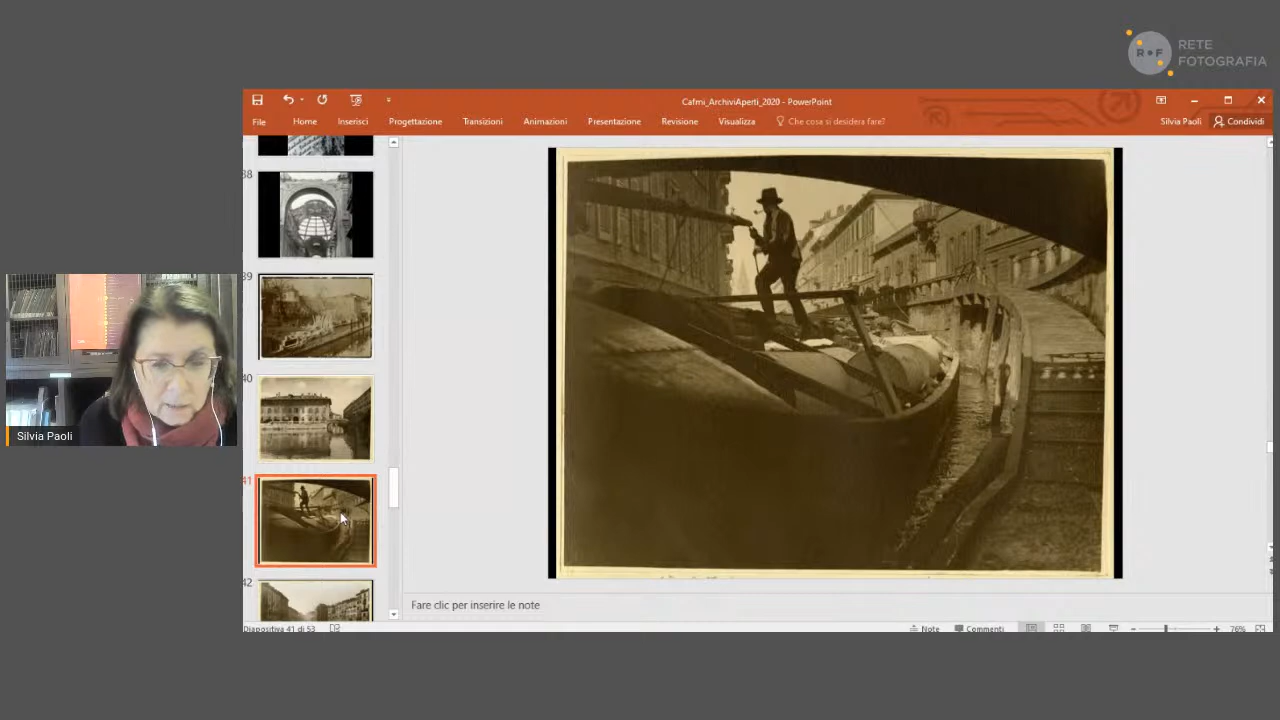 R F RETE
FOTOGRAFIA
Cafmi_ArchiviAperti_2020 - PowerPoint
File Home Inserisci Progettazione Transizioni Animazioni Presentazione Revisione Visualizza Che cosa si desidera fare? Silvia Paoli Condividi
38
39
40
41
42
Silvia Paoli
Fare clic per inserire le note
Diapositiva 41 di 53 Note Commenti 76%